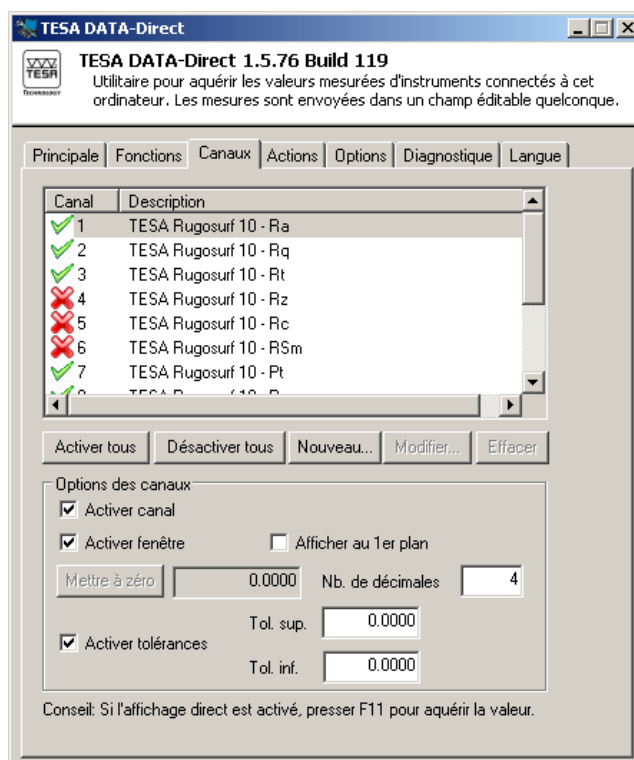 TESA DATA-Direct
TESA
TECHNOLOGY
TESA DATA-Direct 1.5.76 Build 119
Utilitaire pour aquérir les valeurs mesurées d'instruments connectés à cet
ordinateur. Les mesures sont envoyées dans un champ éditable quelconque.
Principale Fonctions Canaux Actions Options Diagnostique Langue
Canal Description
1 TESA Rugosurf 10 - Ra
2 TESA Rugosurf 10 - Rq
3 TESA Rugosurf 10 - Rt
4 TESA Rugosurf 10 - Rz
5 TESA Rugosurf 10 - Rc
6 TESA Rugosurf 10 - RSm
7 TESA Rugosurf 10 - Pt
Activer tous Désactiver tous Nouveau... Modifier... Effacer
Options des canaux
Activer canal
Activer fenêtre Afficher au 1er plan
Mettre à zéro 0.0000 Nb. de décimales 4
Tol. sup. 0.0000
Activer tolérances
Tol. inf. 0.0000
Conseil: Si l'affichage direct est activé, presser F11 pour aquérir la valeur.